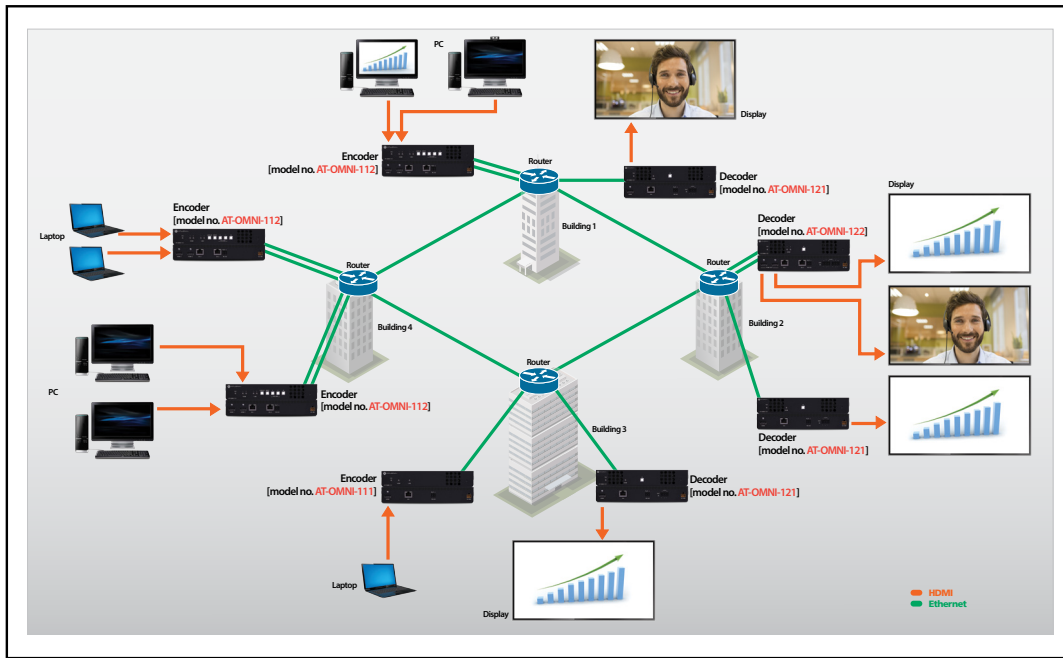 PC
Display
Encoder
[model no. AT-OMNI-112]
Router
Decoder
[model no. AT-OMNI-121]
Building 1
Encoder
[model no. AT-OMNI-112]
Laptop
Router
Building 4
Display
Decoder
[model no. AT-OMNI-122]
Router
Building 2
PC
Encoder
[model no. AT-OMNI-112]
Router
Building 3
Decoder
[model no. AT-OMNI-121]
Encoder
[model no. AT-OMNI-111]
Decoder
[model no. AT-OMNI-121]
Laptop
Display
HDMI
Ethernet